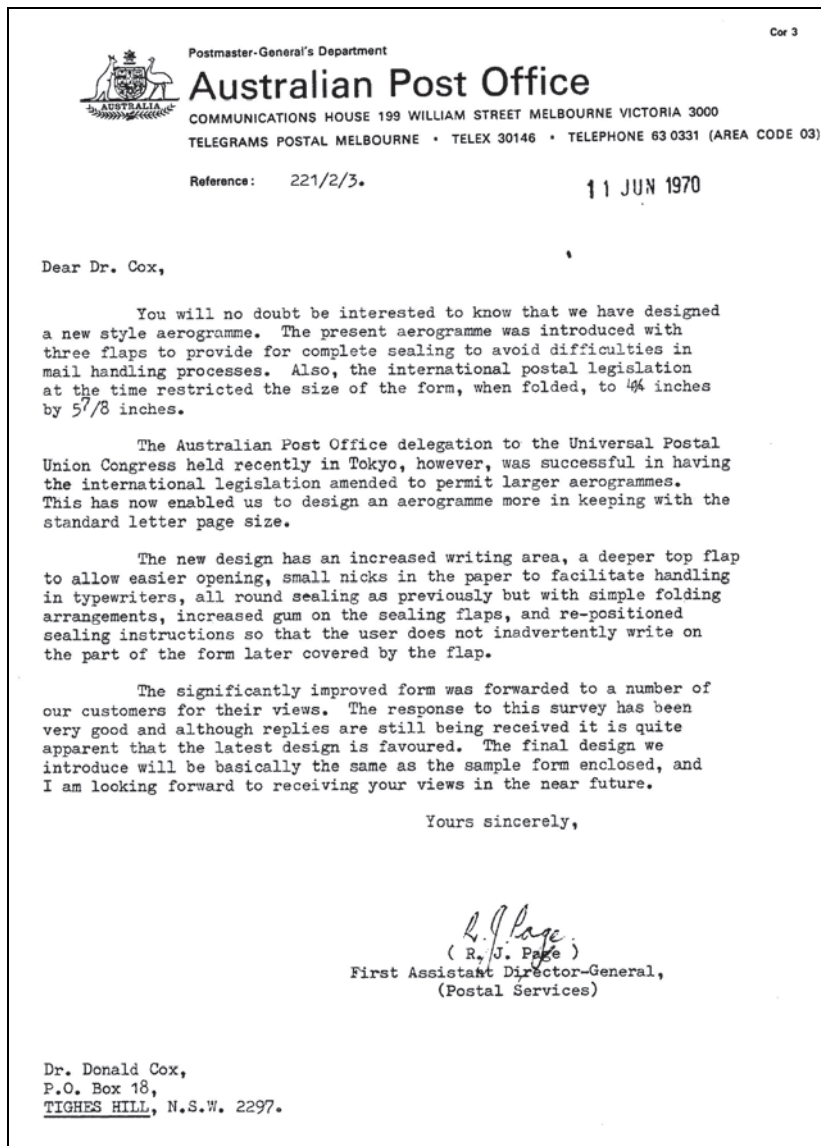 Cor 3
Postmaster-General's Department
Australian Post Office
AUSTRALIA
COMMUNICATIONS HOUSE 199 WILLIAM STREET MELBOURNE VICTORIA 3000
TELEGRAMS POSTAL MELBOURNE • TELEX 30146 • TELEPHONE 63 0331 (AREA CODE 03)
Reference: 221/2/3.
11 JUN 1970
Dear Dr. Cox,
You will no doubt be interested to know that we have designed
a new style aerogramme. The present aerogramme was introduced with
three flaps to provide for complete sealing to avoid difficulties in
mail handling processes. Also, the international postal legislation
at the time restricted the size of the form, when folded, to inches
by 5 7/8 inches.
The Australian Post Office delegation to the Universal Postal
Union Congress held recently in Tokyo, however, was successful in having
the international legislation amended to permit larger aerogrammes.
This has now enabled us to design an aerogramme more in keeping with the
standard letter page size.
The new design has an increased writing area, a deeper top flap
to allow easier opening, small nicks in the paper to facilitate handling
in typewriters, all round sealing as previously but with simple folding
arrangements, increased gum on the sealing flaps, and re-positioned
sealing instructions so that the user does not inadvertently write on
the part of the form later covered by the flap.
The significantly improved form was forwarded to a number of
our customers for their views. The response to this survey has been
very good and although replies are still being received it is quite
apparent that the latest design is favoured. The final design we
introduce will be basically the same as the sample form enclosed, and
I am looking forward to receiving your views in the near future.
Yours sincerely,
R. J. Page.
( R. J. Page )
First Assistant Director-General,
(Postal Services)
Dr. Donald Cox,
P.O. Box 18,
TIGHES HILL, N.S.W. 2297.